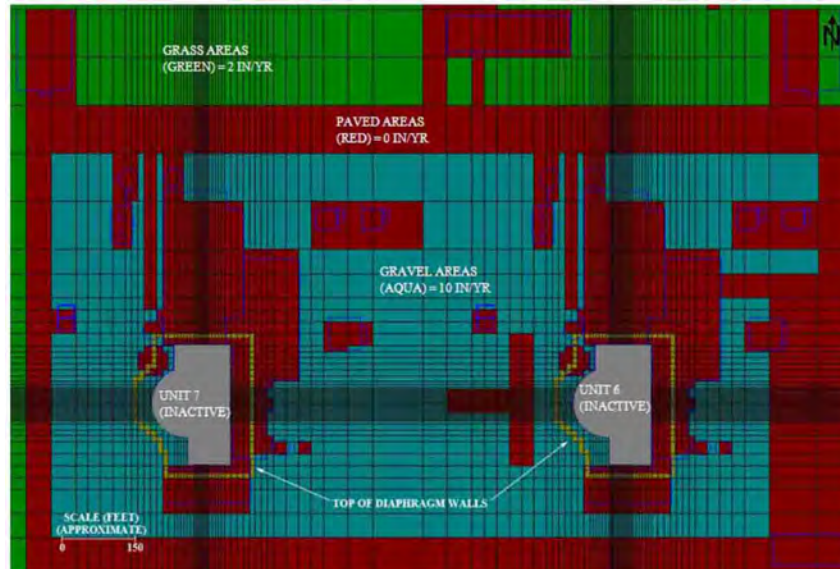 GRASS AREAS
(GREEN) = 2 IN/YR
N
PAVED AREAS
(RED) = 0 IN/YR
GRAVEL AREAS
(AQUA) = 10 IN/YR
UNIT 7
(INACTIVE)
UNIT 6
(INACTIVE)
TOP OF DIAPHRAGM WALLS
SCALE (FEET)
(APPROXIMATE)
0 150